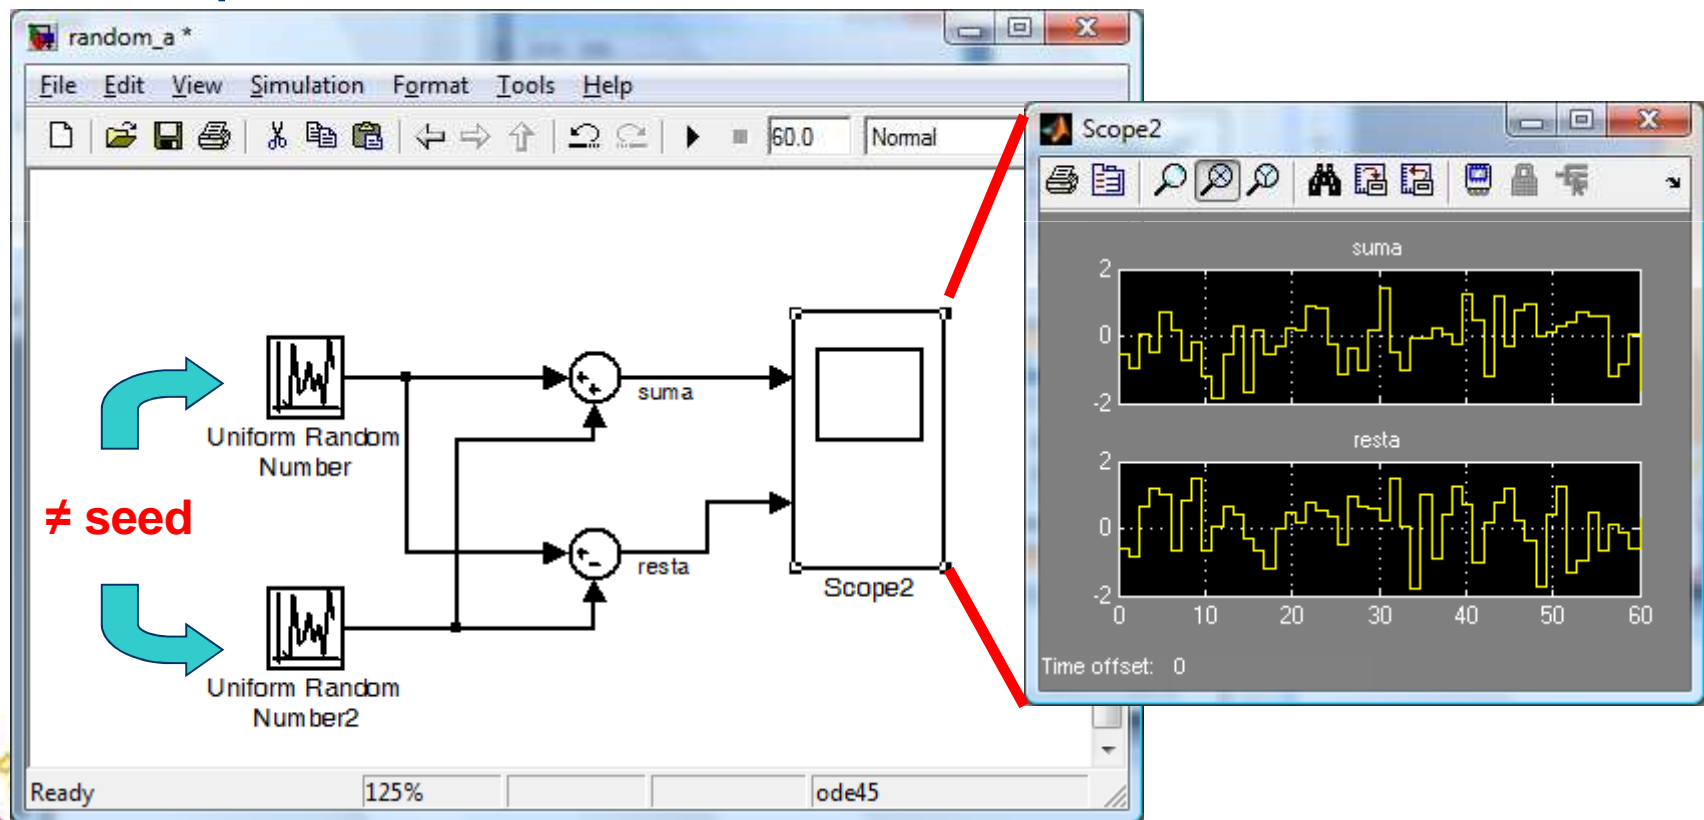 random_a *
File Edit View Simulation Format Tools Help
60.0 Normal
Uniform Random
Number
≠ seed
Uniform Random
Number2
suma
resta
Scope2
Ready 125% ode45
Scope2
suma
2
0
-2
resta
2
0
-2
0 10 20 30 40 50 60
Time offset: 0